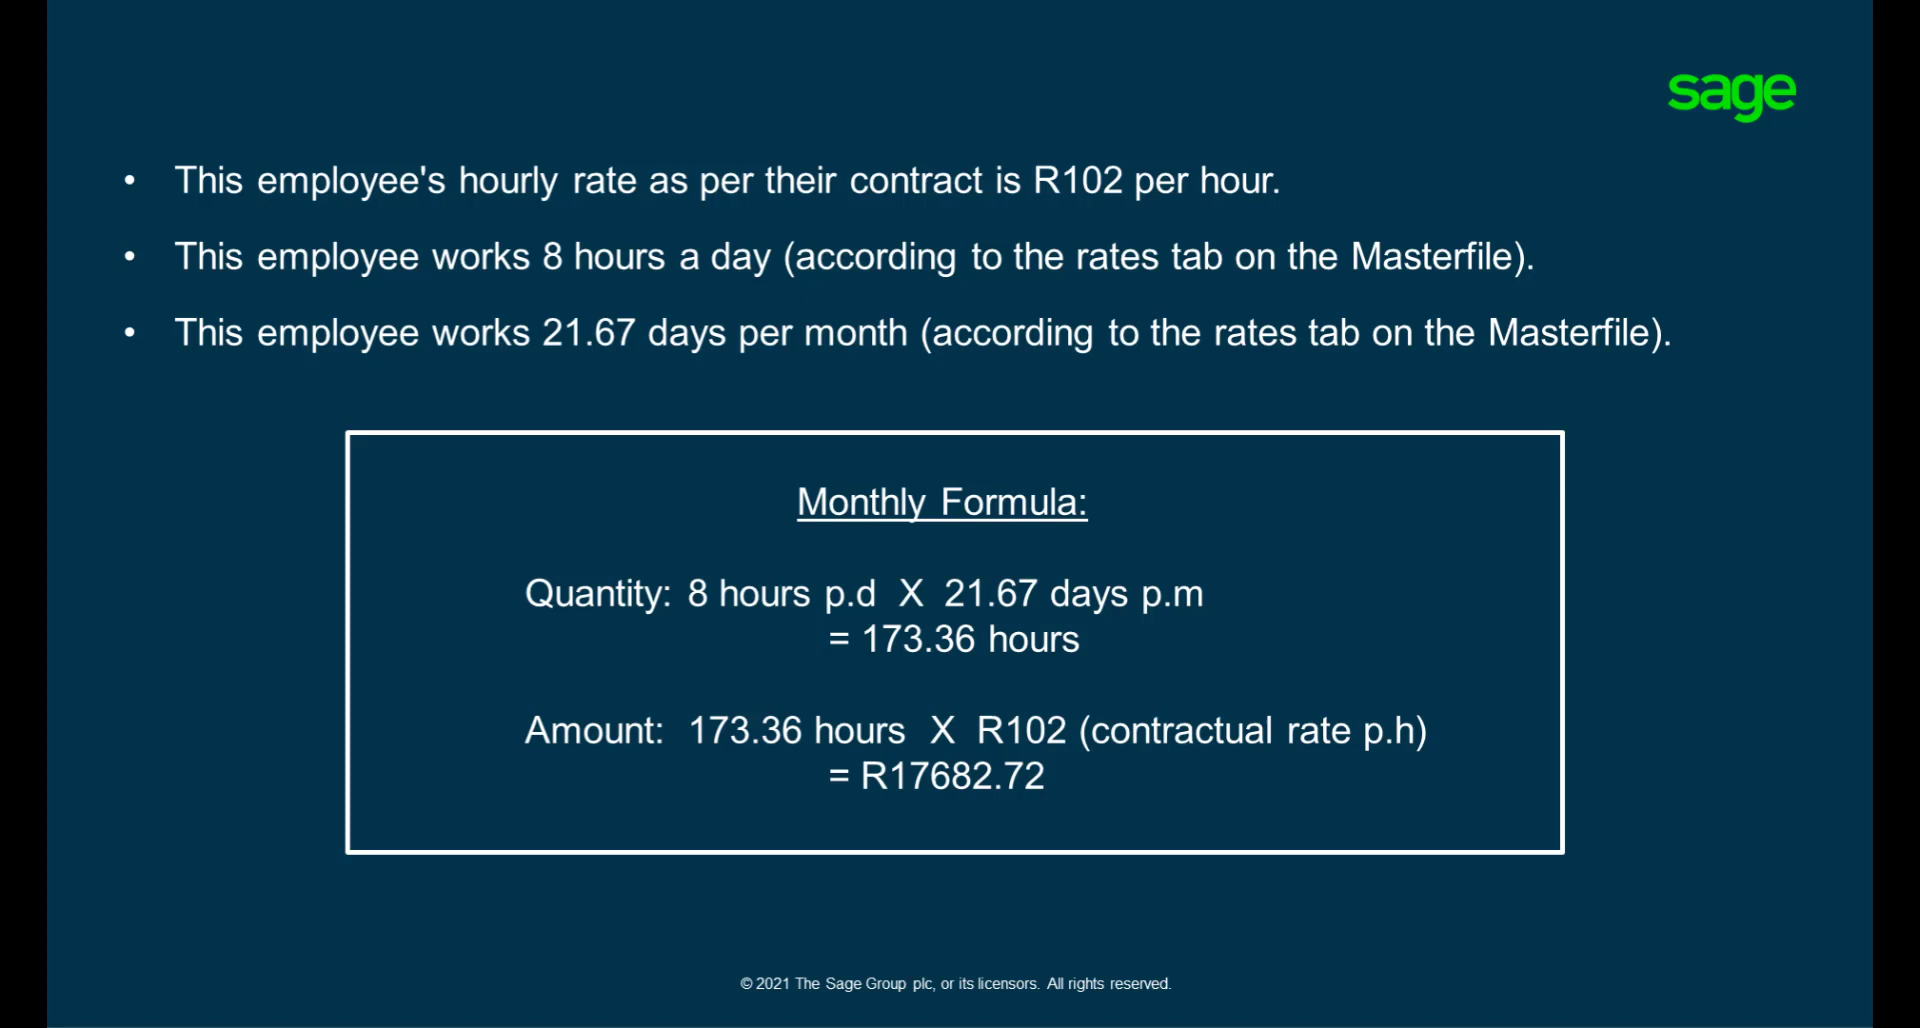 sage
• This employee's hourly rate as per their contract is R102 per hour.
• This employee works 8 hours a day (according to the rates tab on the Masterfile).
• This employee works 21.67 days per month (according to the rates tab on the Masterfile).
Monthly Formula:
Quantity: 8 hours p.d X 21.67 days p.m
= 173.36 hours
Amount: 173.36 hours X R102 (contractual rate p.h)
= R17682.72
© 2021 The Sage Group plc, or its licensors. All rights reserved.